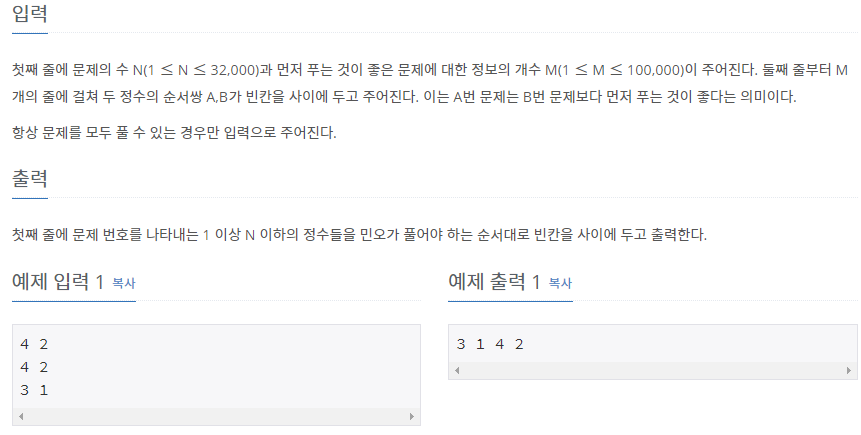 입력
첫째 줄에 문제의 수 N(1 ≤ N ≤ 32,000)과 먼저 푸는 것이 좋은 문제에 대한 정보의 개수 M(1 ≤ M ≤ 100,000)이 주어진다. 둘째 줄부터 M
개의 줄에 걸쳐 두 정수의 순서쌍 A,B가 빈칸을 사이에 두고 주어진다. 이는 A번 문제는 B번 문제보다 먼저 푸는 것이 좋다는 의미이다.
항상 문제를 모두 풀 수 있는 경우만 입력으로 주어진다.
출력
첫째 줄에 문제 번호를 나타내는 1 이상 N 이하의 정수들을 민오가 풀어야 하는 순서대로 빈칸을 사이에 두고 출력한다.
예제 입력 1 복사
4 2
4 2
3 1
예제 출력 1 복사
3 1 4 2